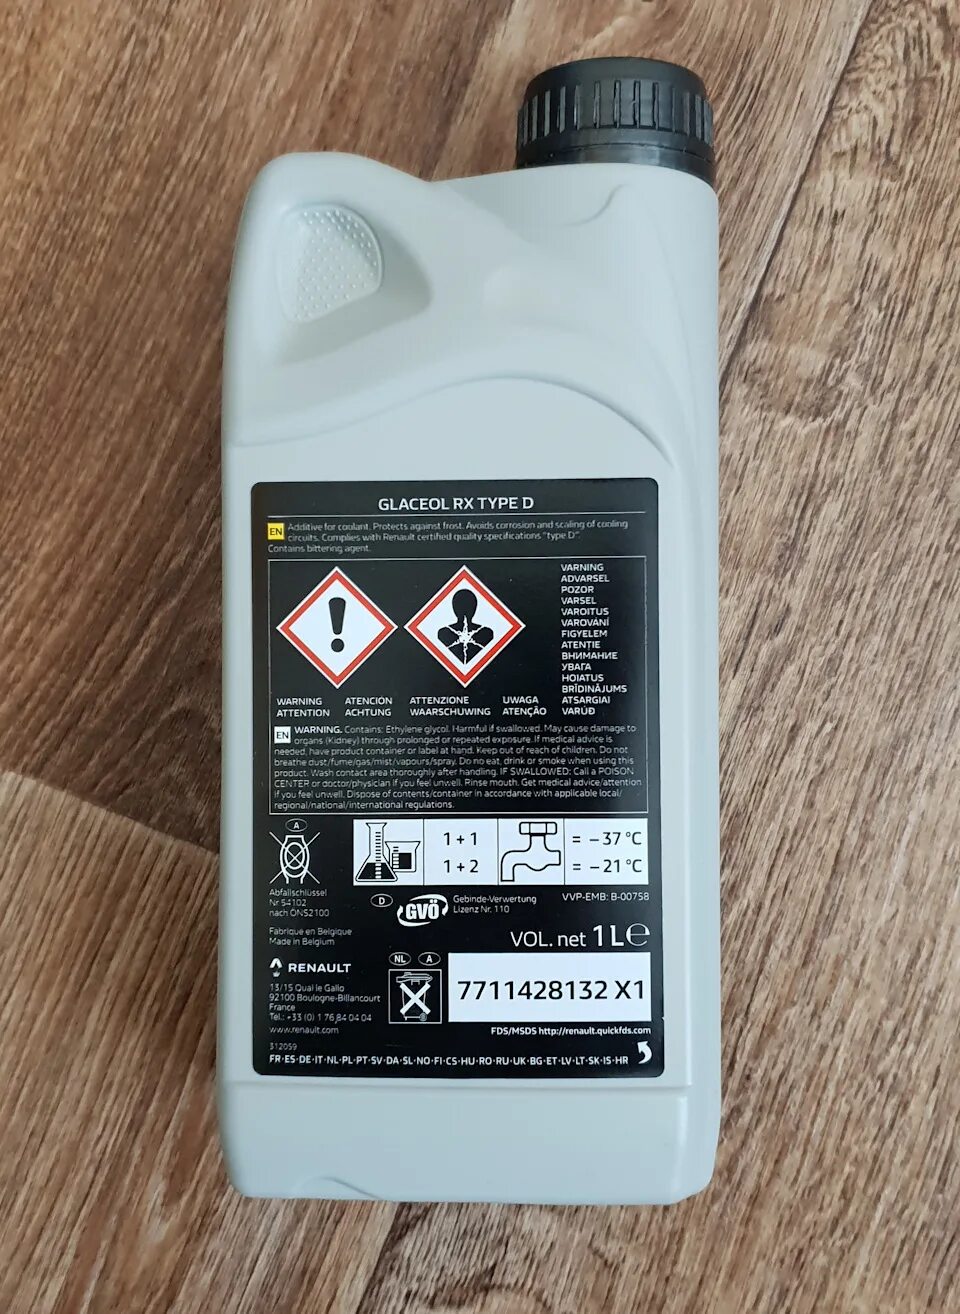 GLACEOL RX TYPE D
EN Additive for coolant. Protects against frost. Avoids corrosion and scaling of cooling
circuits. Complies with Renault certified quality specifications "type D".
Contains bittering agent.
VARNING
ADVARSEL
POZOR
VARSEL
VAROITUS
VAROVÁNÍ
FIGYELEM
ATENȚIE
ВНИМАНИЕ
УВАГА
HOIATUS
BRĪDINĀJUMS
ATSARGIAI
VARÚÐ
WARNING ATENCIÓN ATTENZIONE UWAGA
ATTENTION ACHTUNG WAARSCHUWING ATENÇÃO
EN WARNING. Contains: Ethylene glycol. Harmful if swallowed. May cause damage to
organs (Kidney) through prolonged or repeated exposure. If medical advice is
needed, have product container or label at hand. Keep out of reach of children. Do not
breathe dust/fume/gas/mist/vapours/spray. Do no eat, drink or smoke when using this
product. Wash contact area thoroughly after handling. IF SWALLOWED: Call a POISON
CENTER or doctor/physician if you feel unwell. Rinse mouth. Get medical advice/attention
if you feel unwell. Dispose of contents/container in accordance with applicable local/
regional/national/international regulations.
A
1 + 1 = −37 °C
1 + 2 = −21 °C
Abfallschlüssel
Nr 54102
nach ÖNS2100
D GVÖ
Gebinde-Verwertung
Lizenz Nr. 110
VVP-EMB: B-00758
Fabriqué en Belgique
Made in Belgium
VOL. net 1 L e
RENAULT
NL A
13/15 Quai le Gallo
92100 Boulogne-Billancourt
France
Tel.: +33 (0) 1 76 84 04 04
www.renault.com
7711428132 X1
FDS/MSDS http://renault.quickfds.com
312059
FR·ES·DE·IT·NL·PL·PT·SV·DA·SL·NO·FI·CS·HU·RO·RU·UK·BG·ET·LV·LT·SK·IS·HR